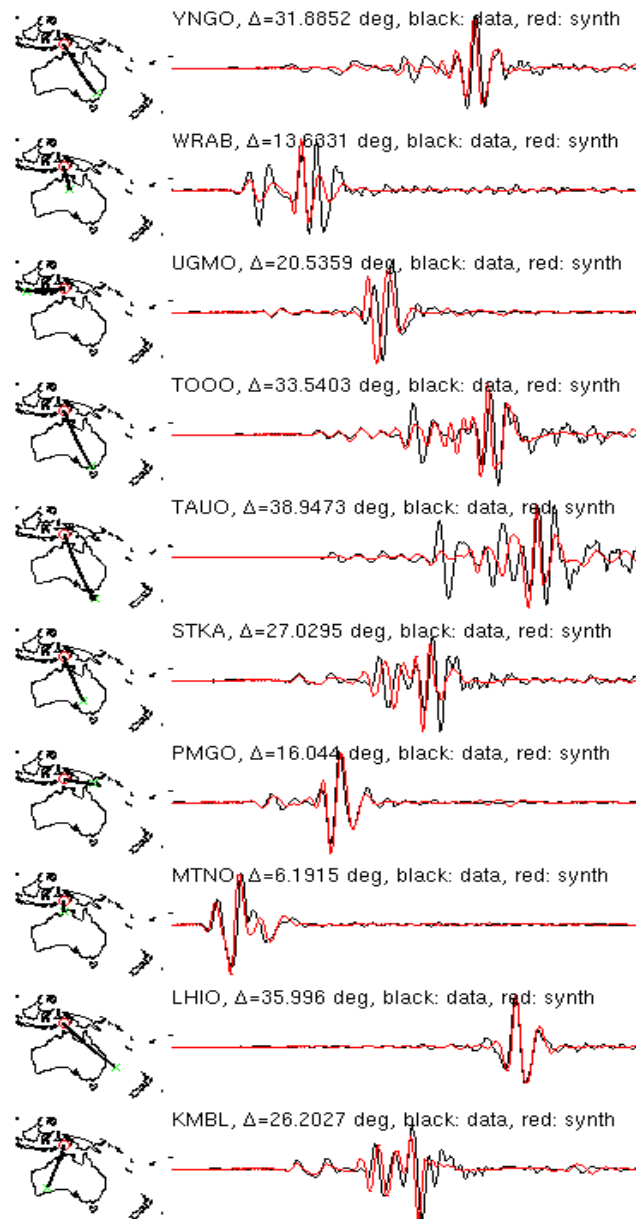 YNGO, Δ=31.8852 deg, black: data, red: synth
WRAB, Δ=13.6831 deg, black: data, red: synth
UGMO, Δ=20.5359 deg, black: data, red: synth
TOOO, Δ=33.5403 deg, black: data, red: synth
TAUO, Δ=38.9473 deg, black: data, red: synth
STKA, Δ=27.0295 deg, black: data, red: synth
PMGO, Δ=16.044 deg, black: data, red: synth
MTNO, Δ=6.1915 deg, black: data, red: synth
LHIO, Δ=35.996 deg, black: data, red: synth
KMBL, Δ=26.2027 deg, black: data, red: synth